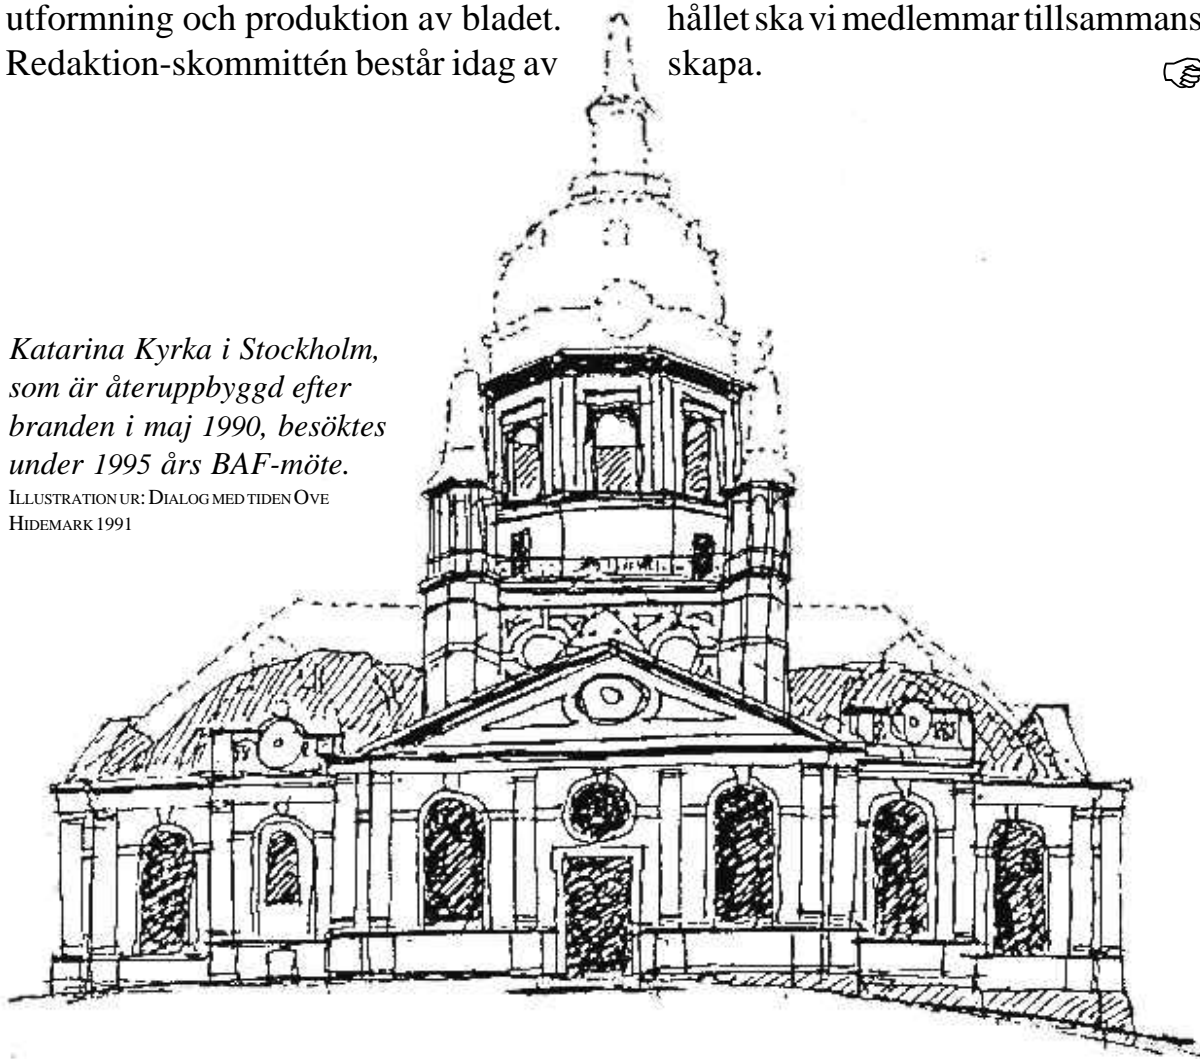 utformning och produktion av bladet.
Redaktion-skommittén består idag av
hållet ska vi medlemmar tillsammans
skapa.
Katarina Kyrka i Stockholm,
som är återuppbyggd efter
branden i maj 1990, besöktes
under 1995 års BAF-möte.
ILLUSTRATION UR: DIALOG MED TIDEN OVE
HIDEMARK 1991